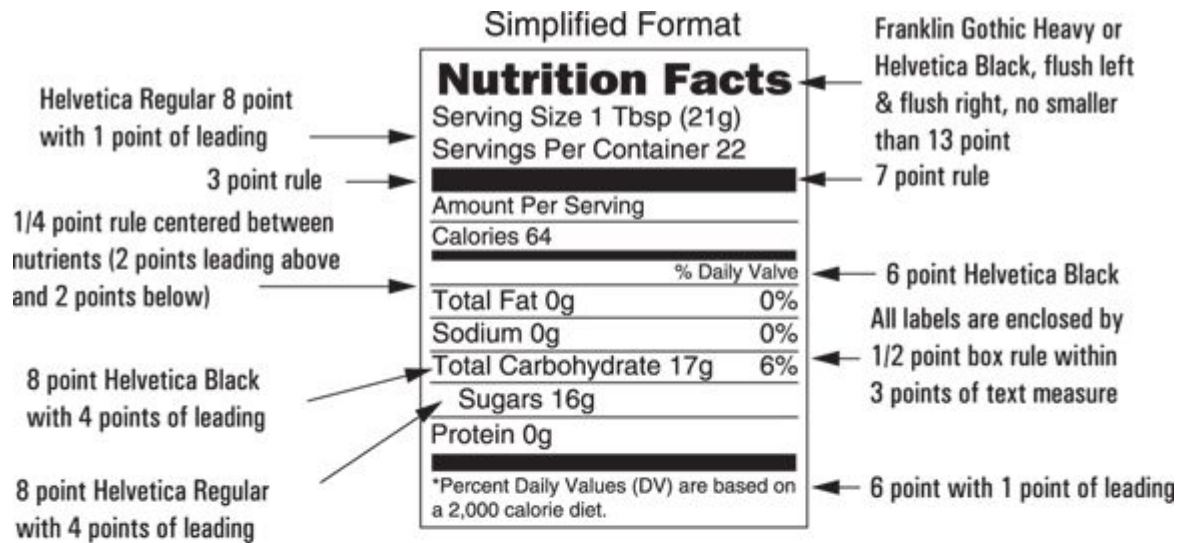 Simplified Format
Helvetica Regular 8 point
with 1 point of leading
3 point rule
1/4 point rule centered between
nutrients (2 points leading above
and 2 points below)
8 point Helvetica Black
with 4 points of leading
8 point Helvetica Regular
with 4 points of leading
Nutrition Facts
Serving Size 1 Tbsp (21g)
Servings Per Container 22
Amount Per Serving
Calories 64
% Daily Valve
Total Fat 0g 0%
Sodium 0g 0%
Total Carbohydrate 17g 6%
Sugars 16g
Protein 0g
*Percent Daily Values (DV) are based on
a 2,000 calorie diet.
Franklin Gothic Heavy or
Helvetica Black, flush left
& flush right, no smaller
than 13 point
7 point rule
6 point Helvetica Black
All labels are enclosed by
1/2 point box rule within
3 points of text measure
6 point with 1 point of leading